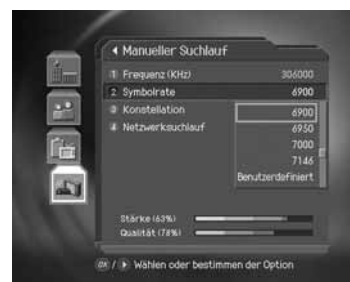 Manueller Suchlauf
1 Frequenz (KHz) 306000
2 Symbolrate 6900
3 Konstellation 6900
4 Netzwerksuchlauf 6950
7000
7146
Benutzerdefiniert
Stärke (63%)
Qualität (78%)
OK / Wählen oder bestimmen der Option